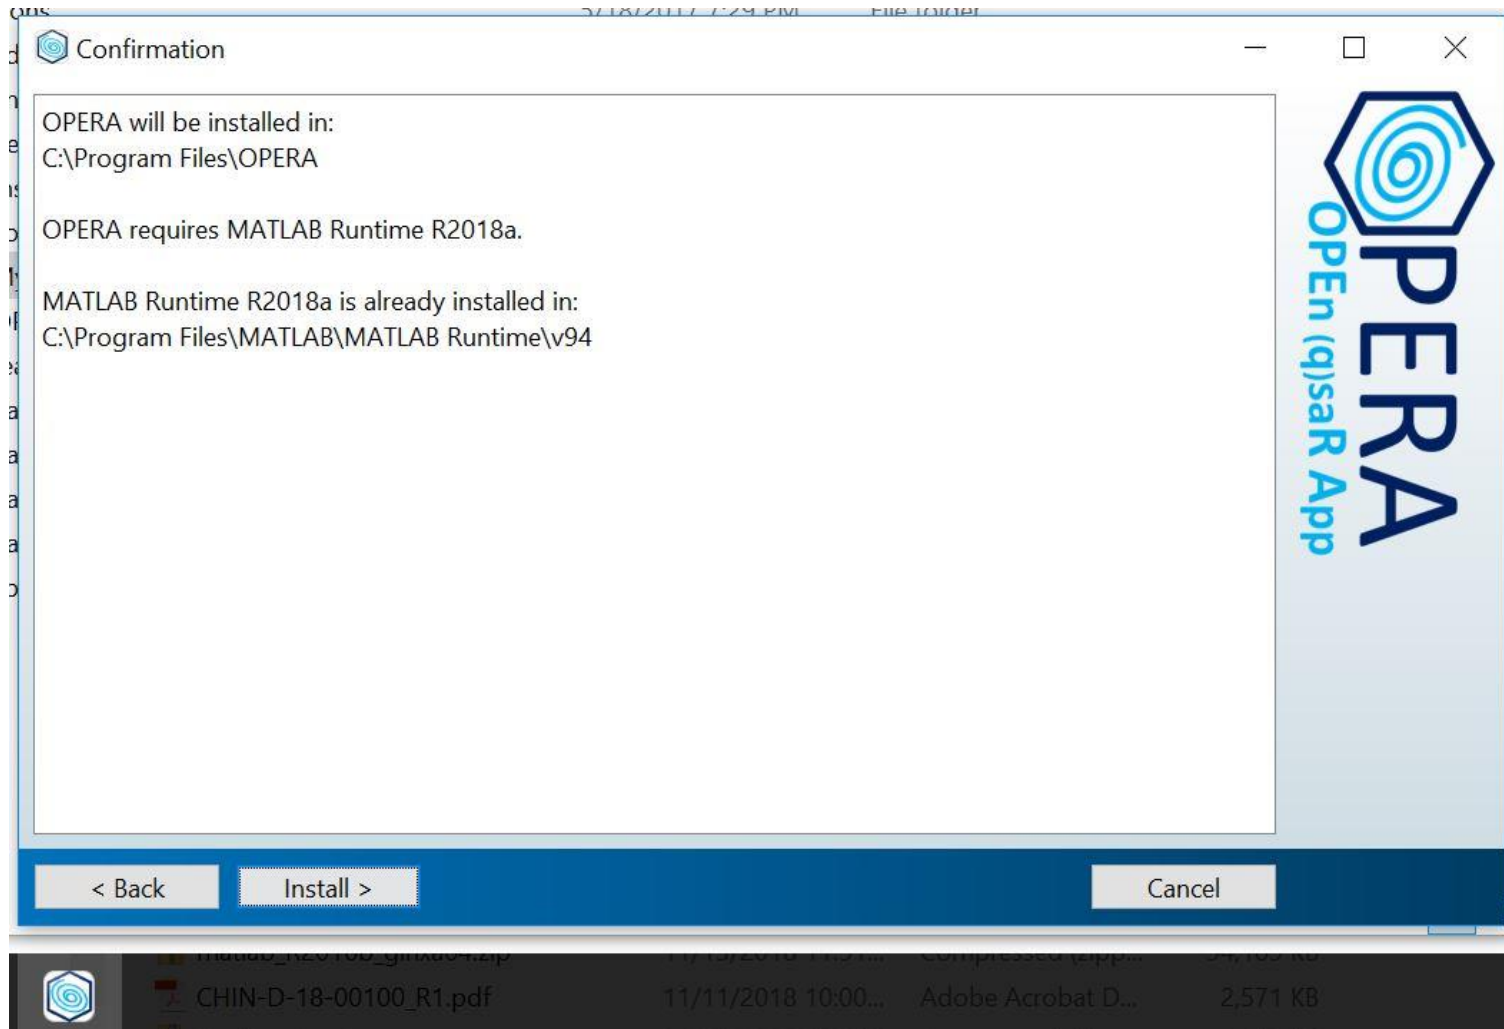 Confirmation
OPERA will be installed in:
C:\Program Files\OPERA
OPERA requires MATLAB Runtime R2018a.
MATLAB Runtime R2018a is already installed in:
C:\Program Files\MATLAB\MATLAB Runtime\v94
OPERA
OPEn (q)saR App
< Back
Install >
Cancel
CHIN-D-18-00100_R1.pdf 11/11/2018 10:00... Adobe Acrobat D... 2,571 KB